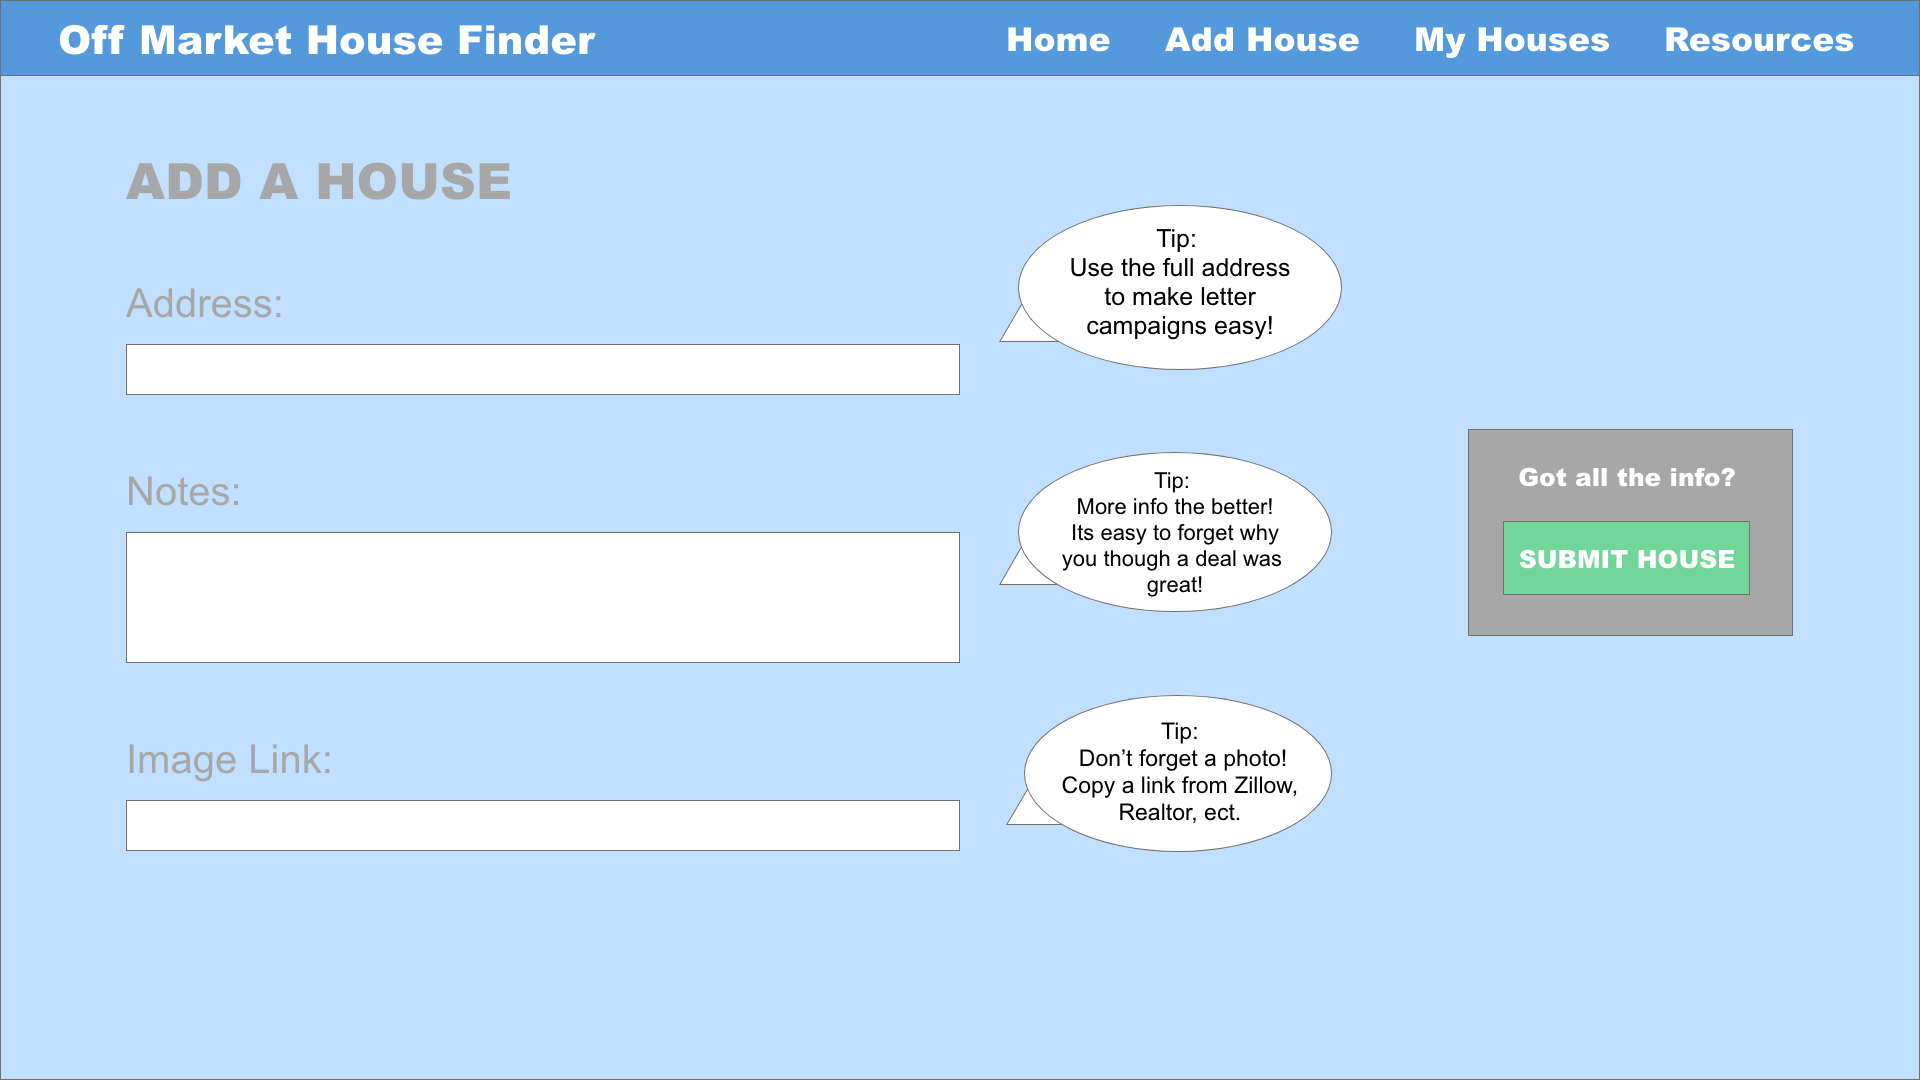 Off Market House Finder
Home Add House My Houses Resources
ADD A HOUSE
Address:
Tip:
Use the full address
to make letter
campaigns easy!
Notes:
Tip:
More info the better!
Its easy to forget why
you though a deal was
great!
Got all the info?
SUBMIT HOUSE
Image Link:
Tip:
Don’t forget a photo!
Copy a link from Zillow,
Realtor, ect.